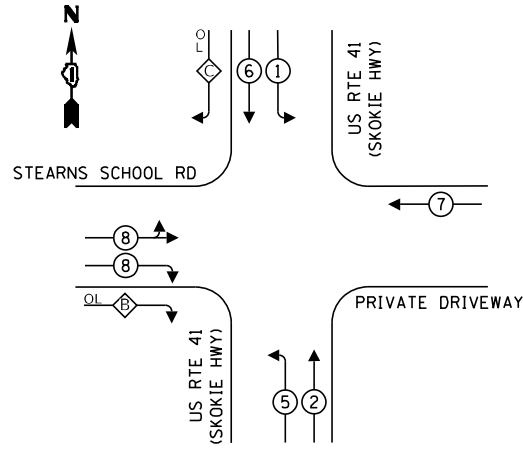 N
O
L
C
6
1
US RTE 41
(SKOKIE HWY)
STEARNS SCHOOL RD
7
8
8
OL
B
PRIVATE DRIVEWAY
US RTE 41
(SKOKIE HWY)
5
2